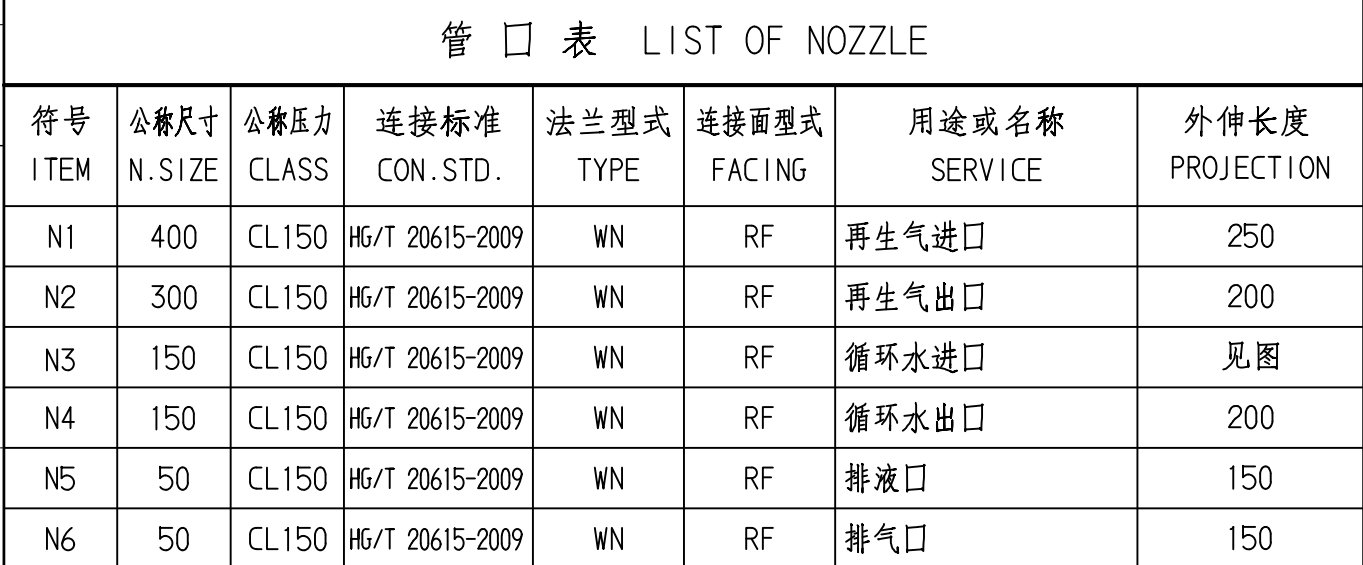 管口表 LIST OF NOZZLE
符号 公称尺寸 公称压力 连接标准 法兰型式 连接面型式 用途或名称 外伸长度
ITEM N.SIZE CLASS CON.STD. TYPE FACING SERVICE PROJECTION
N1 400 CL150 HG/T 20615-2009 WN RF 再生气进口 250
N2 300 CL150 HG/T 20615-2009 WN RF 再生气出口 200
N3 150 CL150 HG/T 20615-2009 WN RF 循环水进口 见图
N4 150 CL150 HG/T 20615-2009 WN RF 循环水出口 200
N5 50 CL150 HG/T 20615-2009 WN RF 排液口 150
N6 50 CL150 HG/T 20615-2009 WN RF 排气口 150